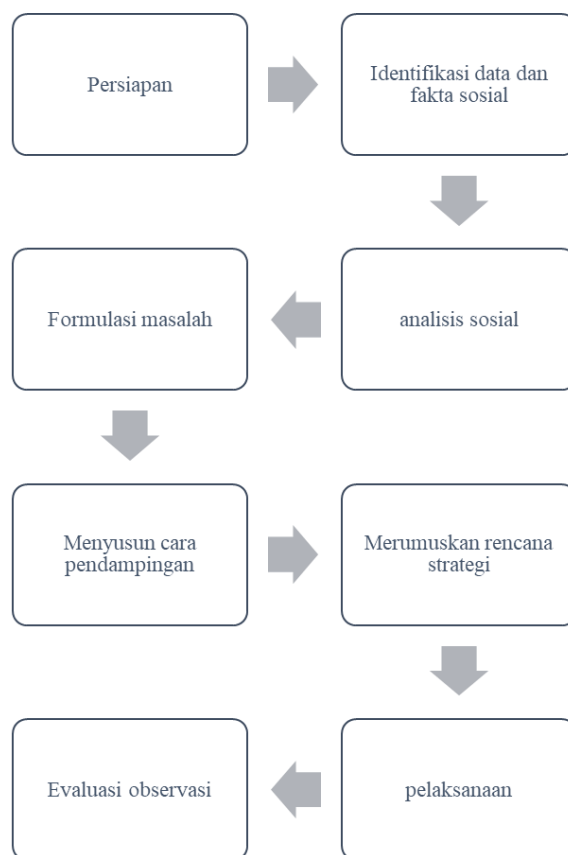 Persiapan
Identifikasi data dan
fakta sosial
analisis sosial
Formulasi masalah
Menyusun cara
pendampingan
Merumuskan rencana
strategi
pelaksanaan
Evaluasi observasi